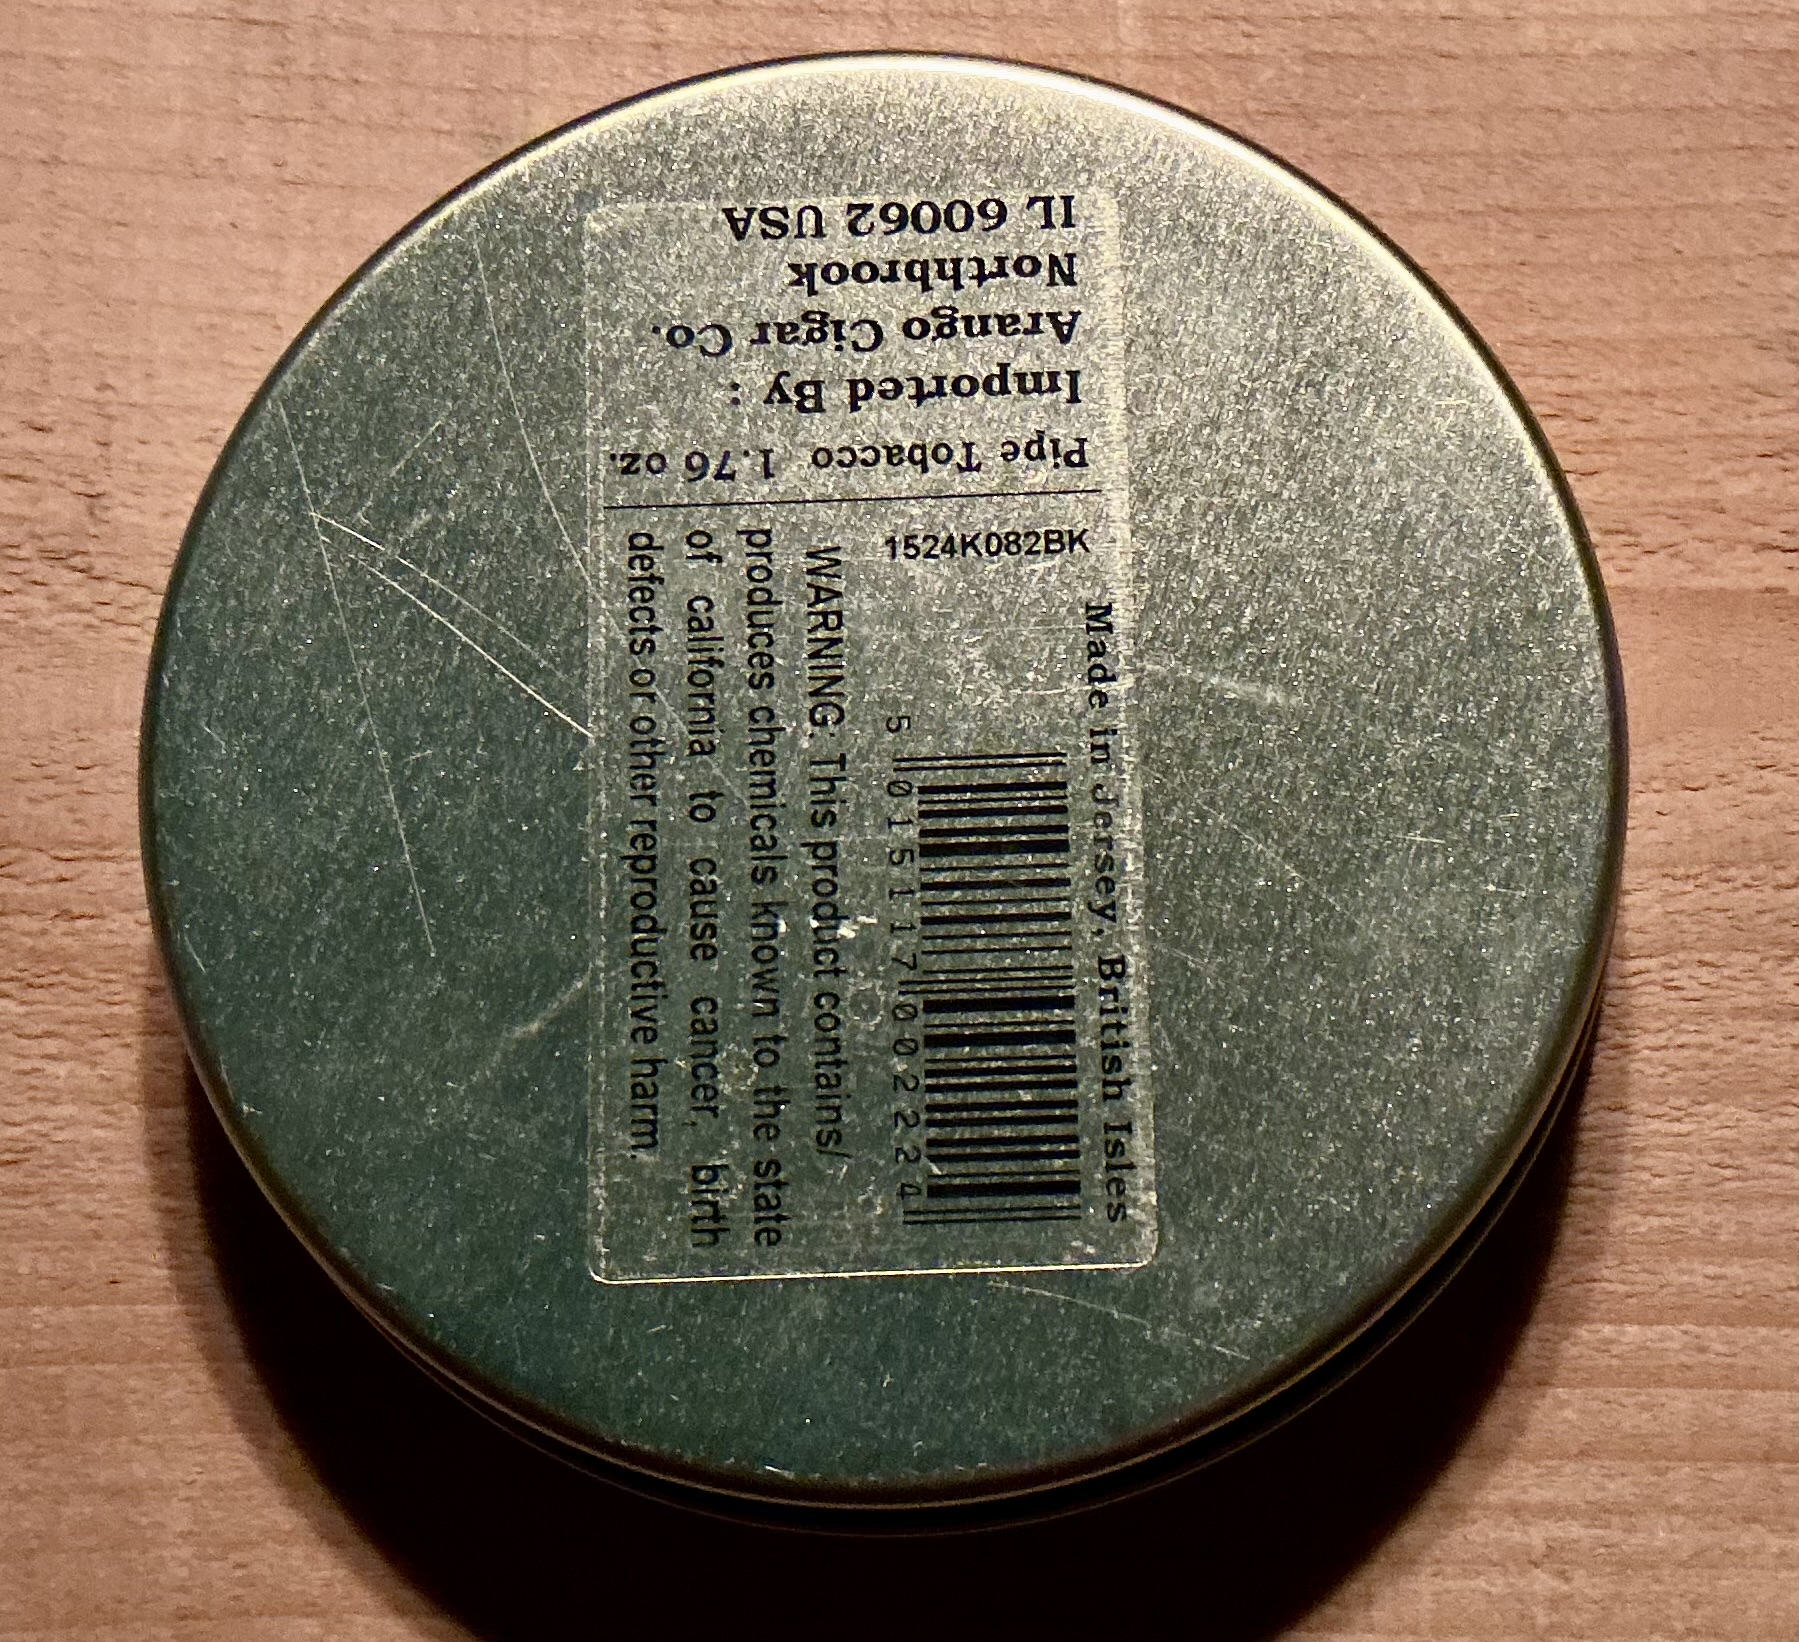 IL 60062 USA
Northbrook
Arango Cigar Co.
Imported By :
Pipe Tobacco 1.76 oz.
1524K082BK
Made in Jersey, British Isles
5 015117 002224
WARNING: This product contains/
produces chemicals known to the state
of california to cause cancer, birth
defects or other reproductive harm.